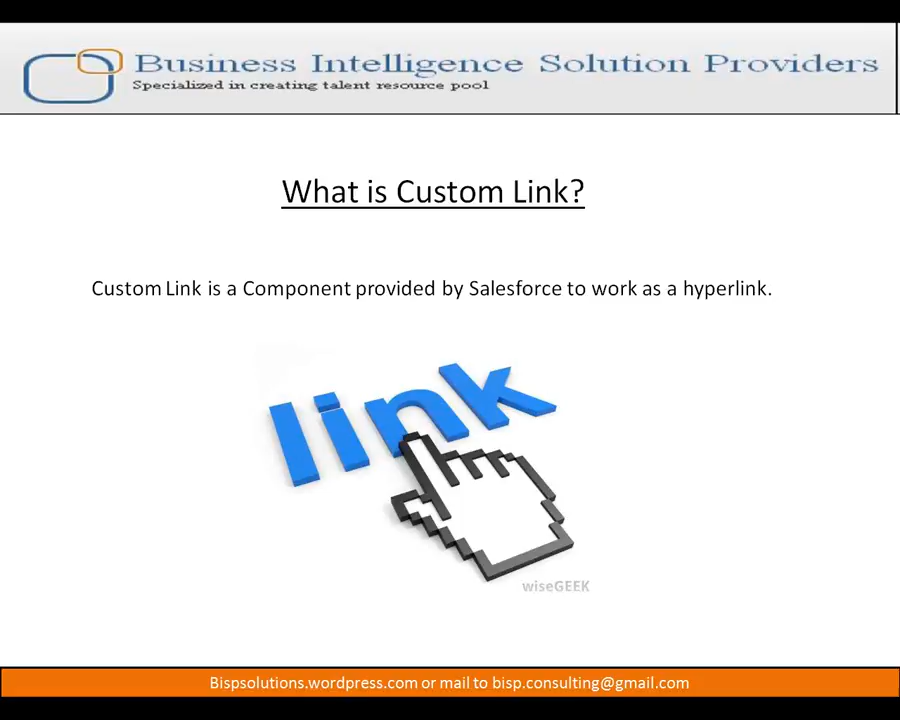 Business Intelligence Solution Providers
Specialized in creating talent resource pool
What is Custom Link?
Custom Link is a Component provided by Salesforce to work as a hyperlink.
link
wiseGEEK
Bispsolutions.wordpress.com or mail to bisp.consulting@gmail.com